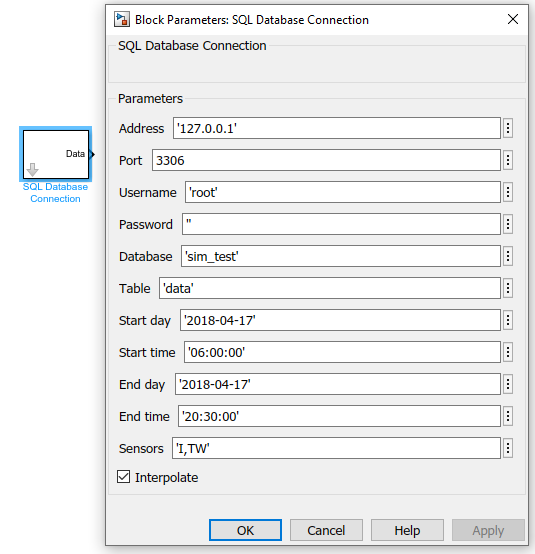 Block Parameters: SQL Database Connection
SQL Database Connection
Parameters
Address '127.0.0.1'
Port 3306
Username 'root'
Password ''
Database 'sim_test'
Table 'data'
Start day '2018-04-17'
Start time '06:00:00'
End day '2018-04-17'
End time '20:30:00'
Sensors 'I,TW'
Interpolate
OK Cancel Help Apply
Data
SQL Database
Connection